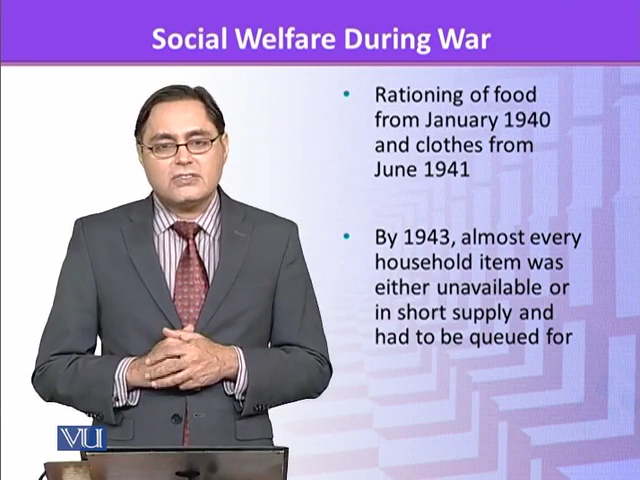 Social Welfare During War
• Rationing of food
from January 1940
and clothes from
June 1941
• By 1943, almost every
household item was
either unavailable or
in short supply and
had to be queued for
VU